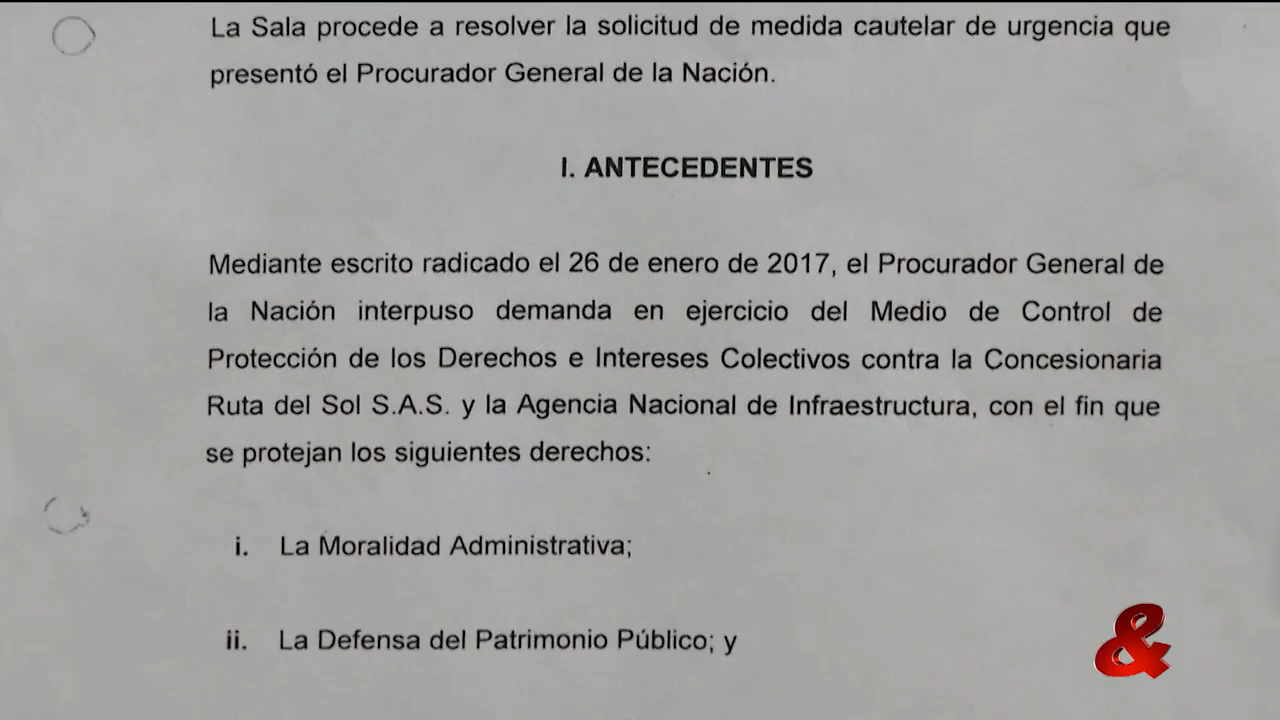 La Sala procede a resolver la solicitud de medida cautelar de urgencia que
presentó el Procurador General de la Nación.
I. ANTECEDENTES
Mediante escrito radicado el 26 de enero de 2017, el Procurador General de
la Nación interpuso demanda en ejercicio del Medio de Control de
Protección de los Derechos e Intereses Colectivos contra la Concesionaria
Ruta del Sol S.A.S. y la Agencia Nacional de Infraestructura, con el fin que
se protejan los siguientes derechos:
i. La Moralidad Administrativa;
ii. La Defensa del Patrimonio Público; y
&